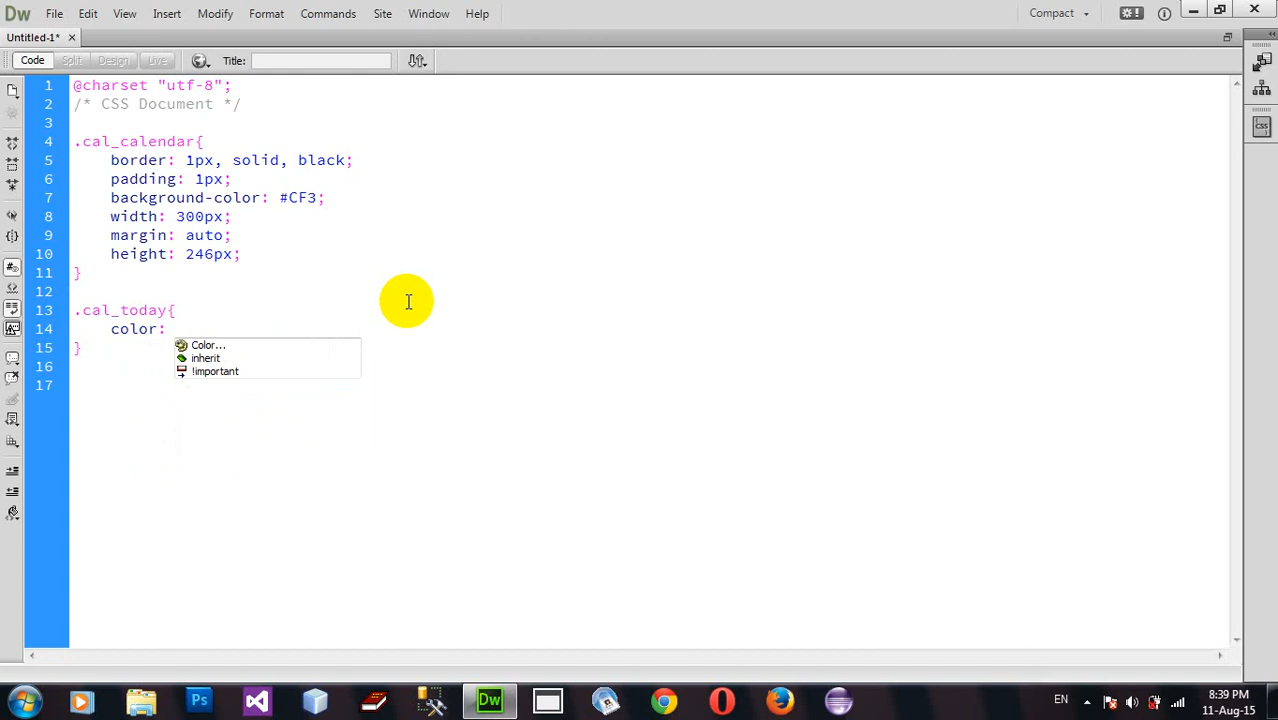 Dw File Edit View Insert Modify Format Commands Site Window Help Compact
Untitled-1*
Code Split Design Live Title:
1 @charset "utf-8";
2 /* CSS Document */
3
4 .cal_calendar{
5 border: 1px, solid, black;
6 padding: 1px;
7 background-color: #CF3;
8 width: 300px;
9 margin: auto;
10 height: 246px;
11 }
12
13 .cal_today{
14 color:
Color...
15 }
inherit
16
!important
17
CSS
Ps Dw EN 8:39 PM
11-Aug-15